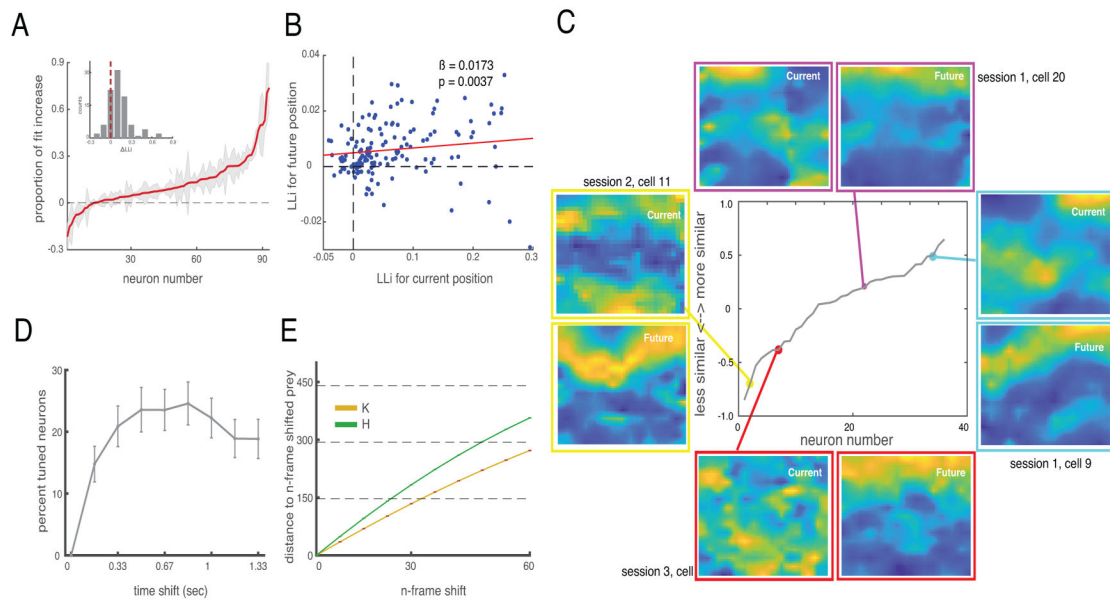 A
proportion of fit increase
0.9
0.6
0.3
0
-0.3
1
30
60
90
neuron number
counts
30
15
0
-0.3
0
0.3
0.6
0.9
ΔLLi
B
ß = 0.0173
p = 0.0037
LLi for future position
0.04
0.02
0
-0.02
-0.05
0
0.1
0.2
0.3
LLi for current position
C
Current
Future
session 1, cell 20
session 2, cell 11
Current
Future
Current
Future
session 1, cell 9
less similar <--> more similar
1.0
0.5
0
-0.5
-1.0
0
20
40
neuron number
Current
Future
session 3, cell
D
percent tuned neurons
30
20
10
0
0
0.33
0.67
1
1.33
time shift (sec)
E
distance to n-frame shifted prey
450
300
150
0
K
H
0
30
60
n-frame shift